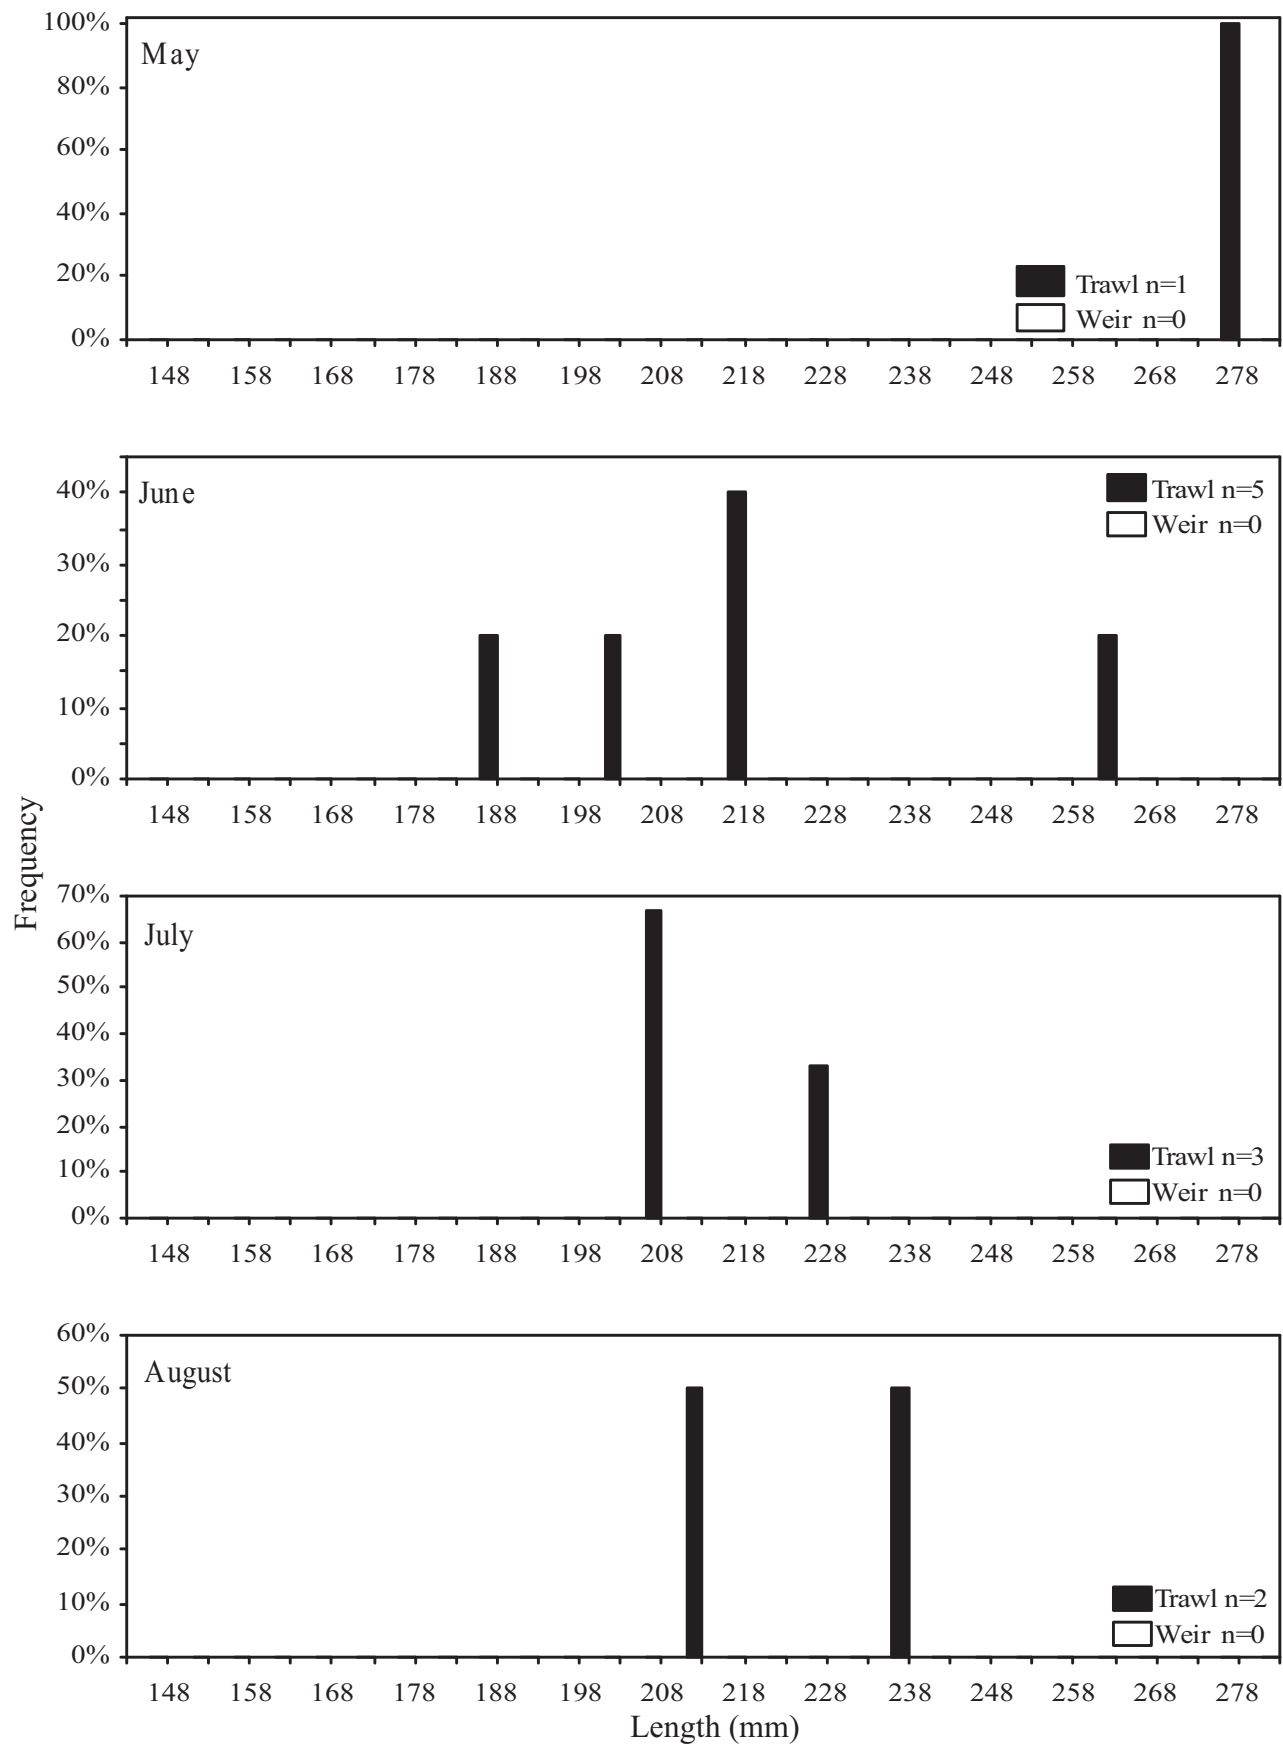 100%
May
80%
60%
40%
20%
Trawl n=1
Weir n=0
0%
148 158 168 178 188 198 208 218 228 238 248 258 268 278
40%
June
Trawl n=5
Weir n=0
30%
20%
10%
0%
148 158 168 178 188 198 208 218 228 238 248 258 268 278
Frequency
70%
July
60%
50%
40%
30%
20%
10%
Trawl n=3
Weir n=0
0%
148 158 168 178 188 198 208 218 228 238 248 258 268 278
60%
August
50%
40%
30%
20%
10%
Trawl n=2
Weir n=0
0%
148 158 168 178 188 198 208 218 228 238 248 258 268 278
Length (mm)